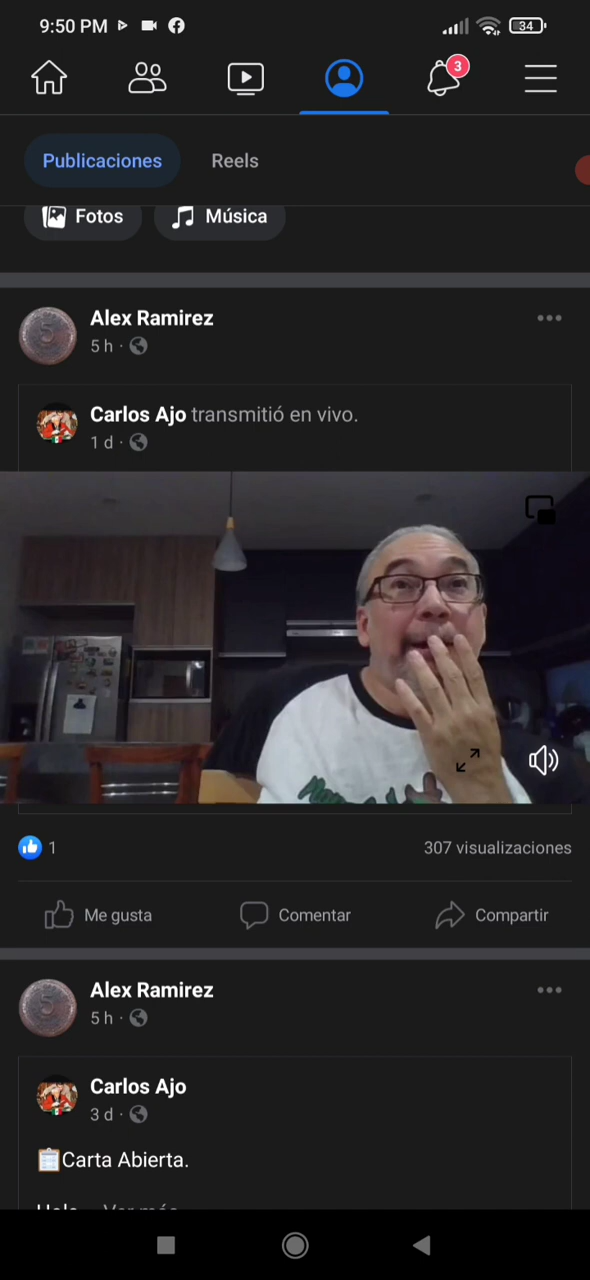 9:50 PM
34
3
Publicaciones
Reels
Fotos
Música
Alex Ramirez
5 h ·
Carlos Ajo transmitió en vivo.
1 d ·
1
307 visualizaciones
Me gusta
Comentar
Compartir
Alex Ramirez
5 h ·
Carlos Ajo
3 d ·
📋Carta Abierta.